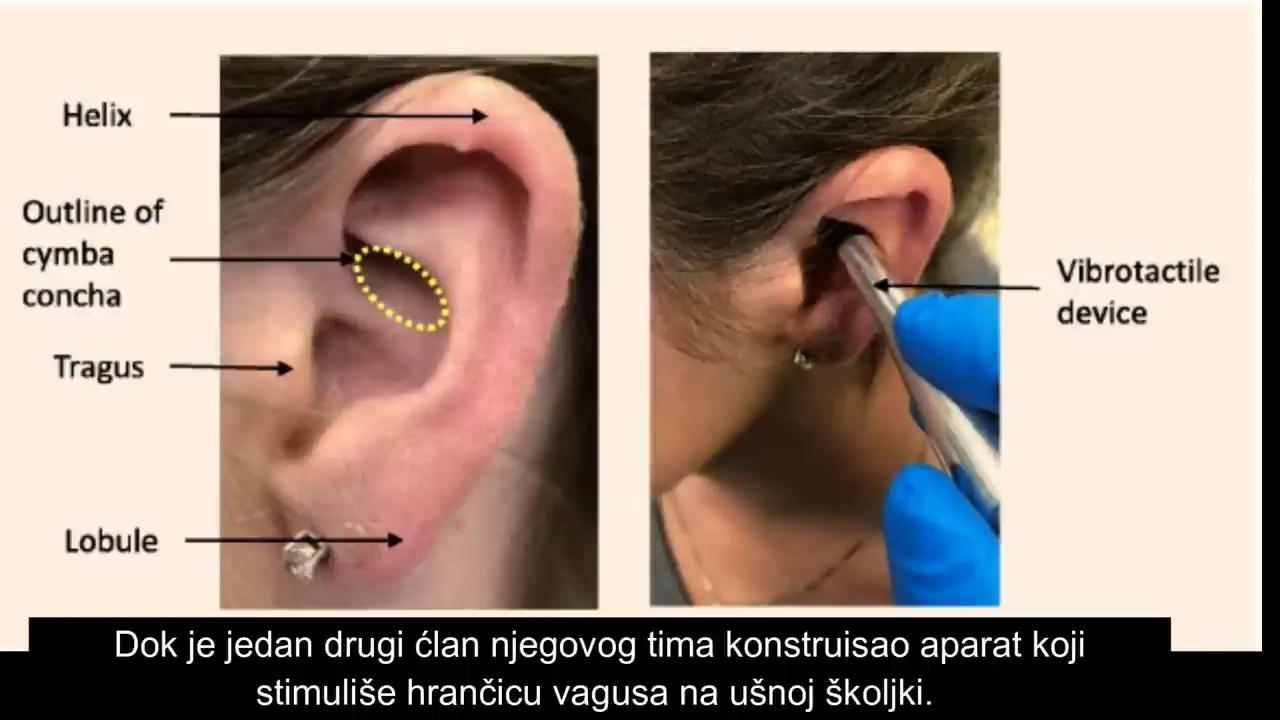 Helix
Outline of
cymba
concha
Tragus
Lobule
Vibrotactile
device
Dok je jedan drugi ćlan njegovog tima konstruisao aparat koji
stimuliše hrančicu vagusa na ušnoj školjki.